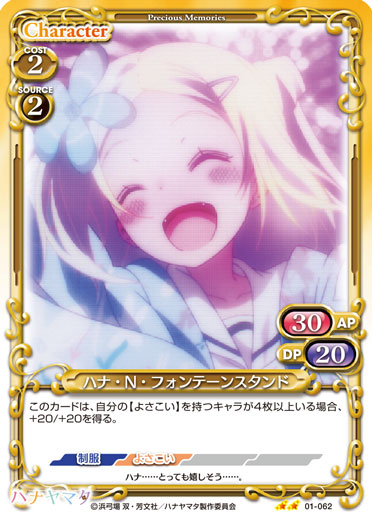 Precious Memories
Character
COST
2
SOURCE
2
30 AP
DP 20
ハナ・N・フォンテーンスタンド
このカードは、自分の【よさこい】を持つキャラが4枚以上いる場合、
+20/+20を得る。
制服 よさこい
ハナ……とっても嬉しそう……。
ハナヤマタ
©浜弓場 双・芳文社／ハナヤマタ製作委員会 01-062